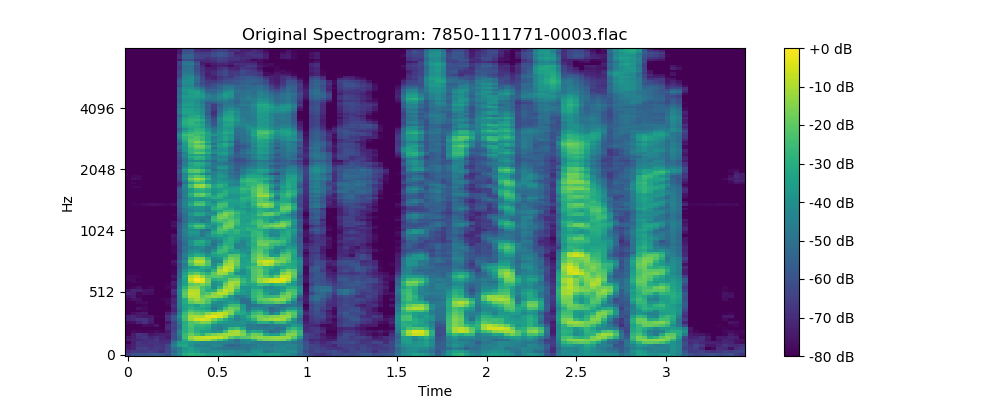 Original Spectrogram: 7850-111771-0003.flac
Hz
4096
2048
1024
512
0
0 0.5 1 1.5 2 2.5 3
Time
+0 dB
-10 dB
-20 dB
-30 dB
-40 dB
-50 dB
-60 dB
-70 dB
-80 dB